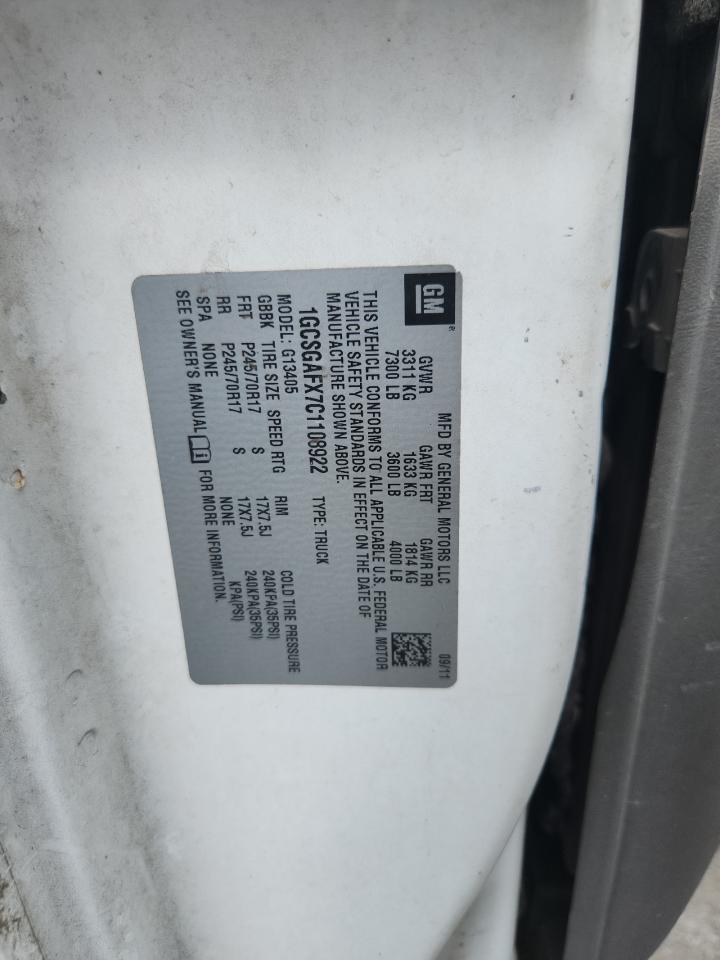 GM®
MFD BY GENERAL MOTORS LLC 09/11
GVWR GAWR FRT GAWR RR
3311 KG 1633 KG 1814 KG
7300 LB 3600 LB 4000 LB
THIS VEHICLE CONFORMS TO ALL APPLICABLE U.S. FEDERAL MOTOR
VEHICLE SAFETY STANDARDS IN EFFECT ON THE DATE OF
MANUFACTURE SHOWN ABOVE.
1GCSGAFX7C1108922 TYPE: TRUCK
MODEL: G13405
GBBK TIRE SIZE SPEED RTG RIM COLD TIRE PRESSURE
FRT P245/70R17 S 17X7.5J 240KPA(35PSI)
RR P245/70R17 S 17X7.5J 240KPA(35PSI)
SPA NONE NONE KPA(PSI)
SEE OWNER'S MANUAL FOR MORE INFORMATION.